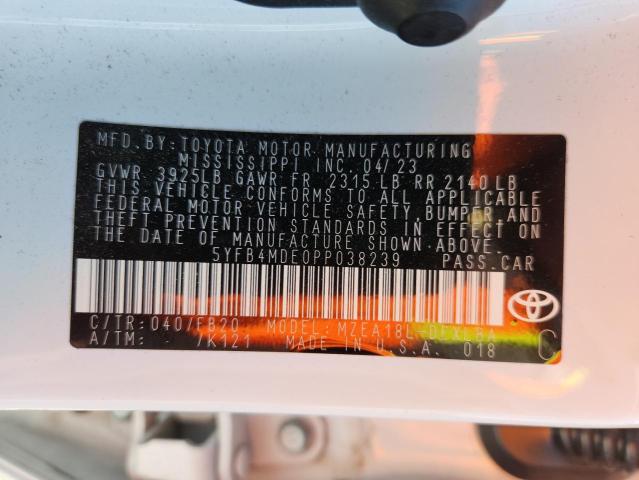 MFD. BY: TOYOTA MOTOR MANUFACTURING
MISSISSIPPI INC. 04/23
GVWR 3925LB GAWR FR 2315 LB RR 2140 LB
THIS VEHICLE CONFORMS TO ALL APPLICABLE
FEDERAL MOTOR VEHICLE SAFETY, BUMPER, AND
THEFT PREVENTION STANDARDS IN EFFECT ON
THE DATE OF MANUFACTURE SHOWN ABOVE.
5YFB4MDE0PP038239 PASS. CAR
C/TR: 040/FB20 MODEL: MZEA18L-DEXLBA
A/TM: /K121 MADE IN U.S.A. 018 C